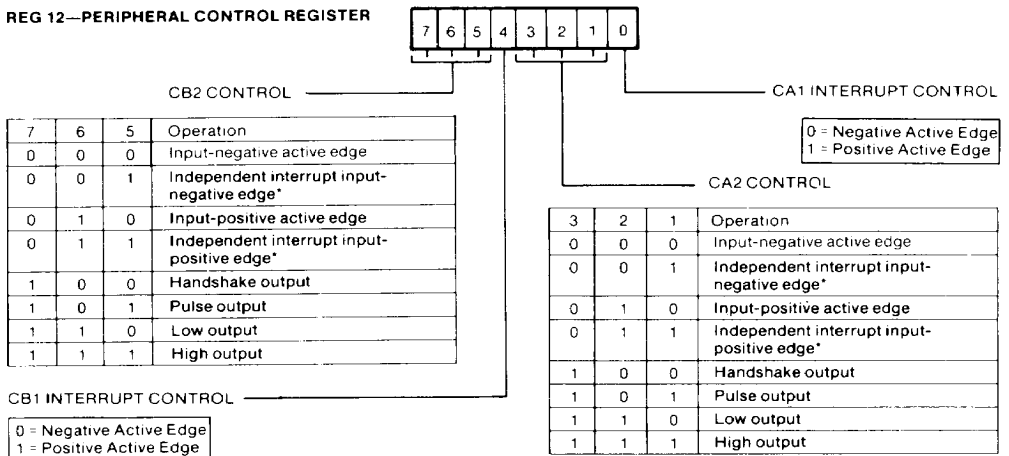 REG 12—PERIPHERAL CONTROL REGISTER
7 6 5 4 3 2 1 0
CB2 CONTROL
7 6 5 Operation
0 0 0 Input-negative active edge
0 0 1 Independent interrupt input-
negative edge*
0 1 0 Input-positive active edge
0 1 1 Independent interrupt input-
positive edge*
1 0 0 Handshake output
1 0 1 Pulse output
1 1 0 Low output
1 1 1 High output
CB1 INTERRUPT CONTROL
0 = Negative Active Edge
1 = Positive Active Edge
CA1 INTERRUPT CONTROL
0 = Negative Active Edge
1 = Positive Active Edge
CA2 CONTROL
3 2 1 Operation
0 0 0 Input-negative active edge
0 0 1 Independent interrupt input-
negative edge*
0 1 0 Input-positive active edge
0 1 1 Independent interrupt input-
positive edge*
1 0 0 Handshake output
1 0 1 Pulse output
1 1 0 Low output
1 1 1 High output